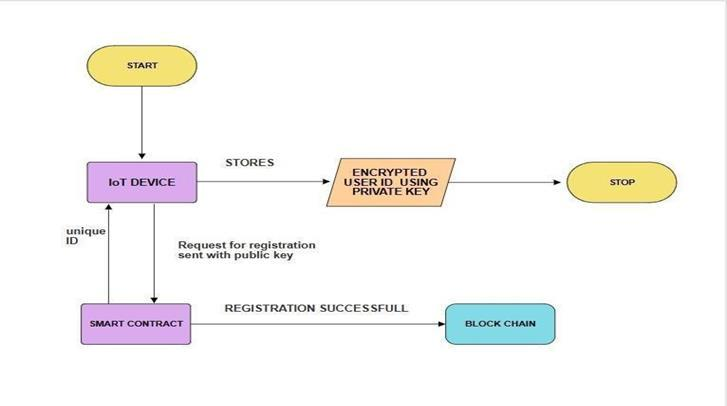 START
STORES
IoT DEVICE
ENCRYPTED
USER ID USING
PRIVATE KEY
STOP
unique
ID
Request for registration
sent with public key
REGISTRATION SUCCESSFULL
SMART CONTRACT
BLOCK CHAIN